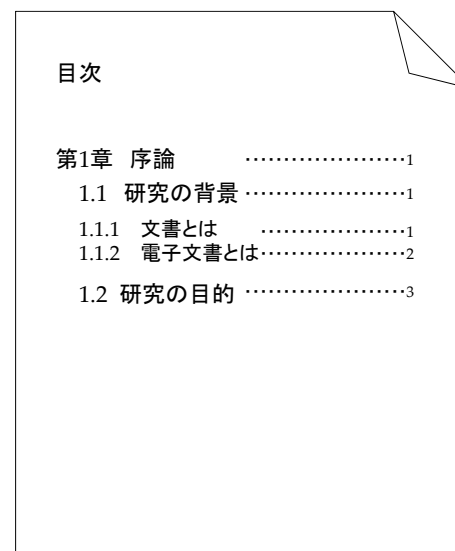 目次
第1章 序論 …………………1
1.1 研究の背景 …………………1
1.1.1 文書とは ………………1
1.1.2 電子文書とは………………2
1.2 研究の目的 …………………3